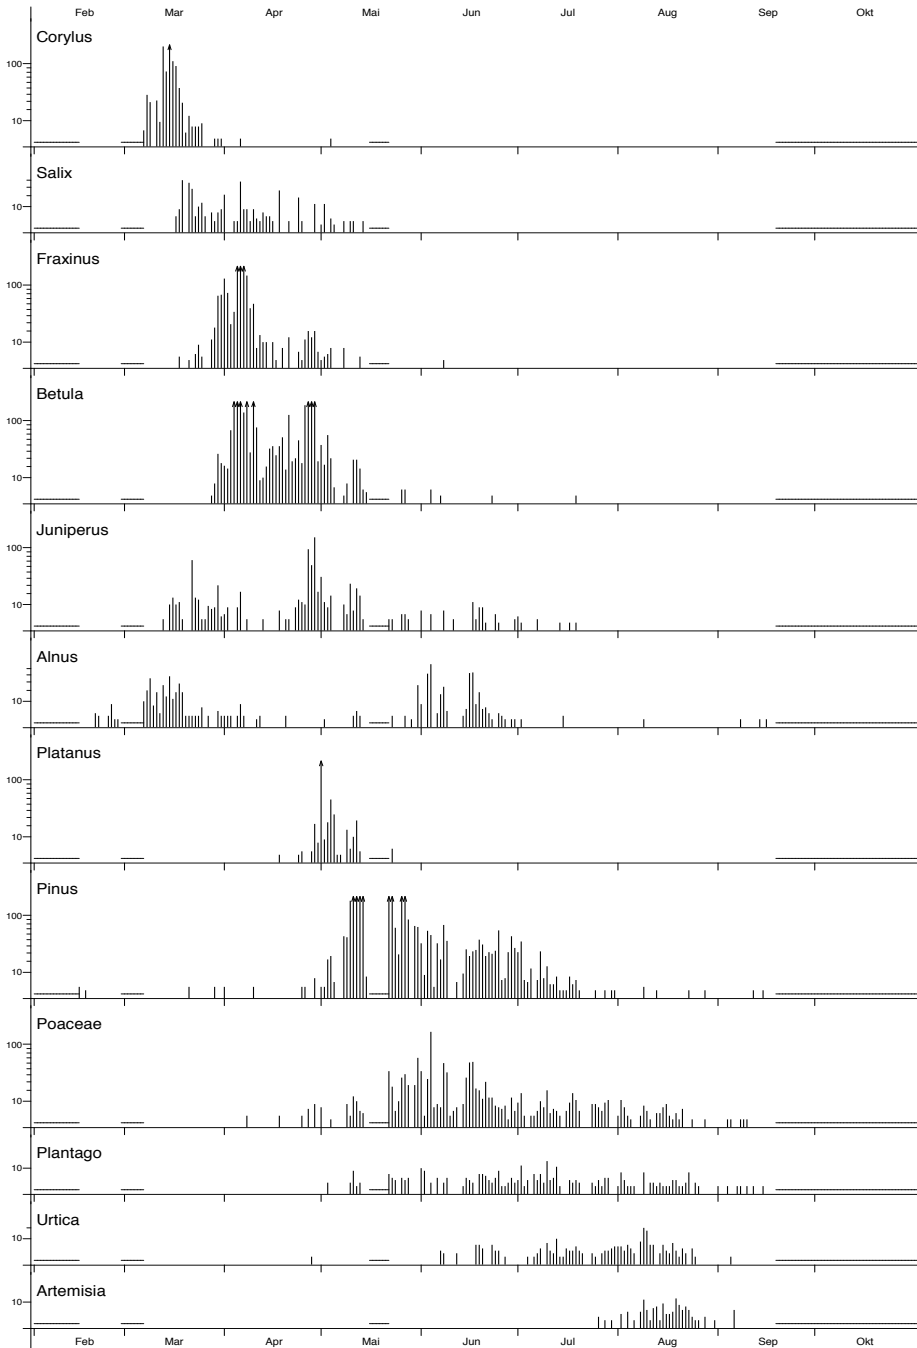 Feb Mar Apr Mai Jun Jul Aug Sep Okt
Corylus
100
10
Salix
10
Fraxinus
100
10
Betula
100
10
Juniperus
100
10
Alnus
10
Platanus
100
10
Pinus
100
10
Poaceae
100
10
Plantago
10
Urtica
10
Artemisia
10
Feb Mar Apr Mai Jun Jul Aug Sep Okt